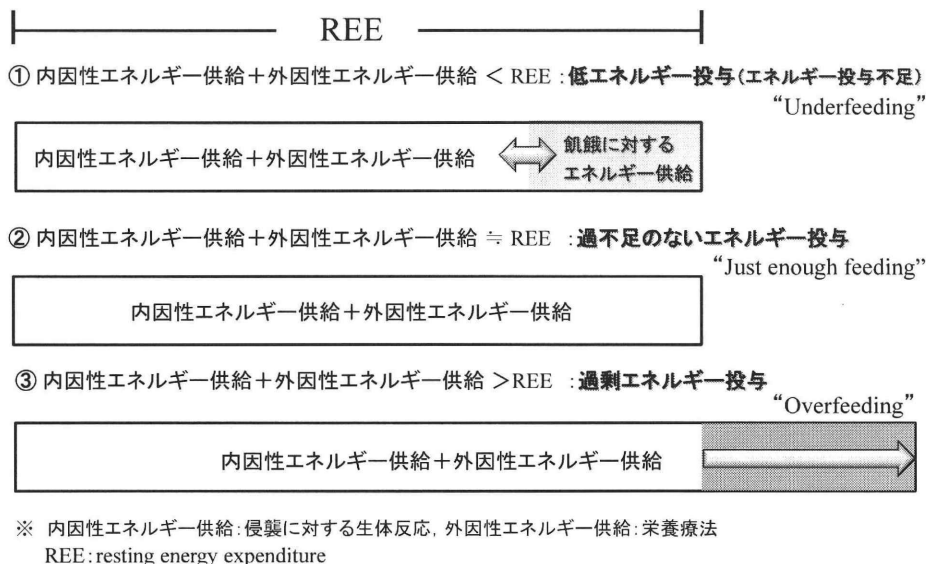 REE
① 内因性エネルギー供給＋外因性エネルギー供給 < REE :低エネルギー投与(エネルギー投与不足)
“Underfeeding”
内因性エネルギー供給＋外因性エネルギー供給
飢餓に対する
エネルギー供給
② 内因性エネルギー供給＋外因性エネルギー供給 ≒ REE :過不足のないエネルギー投与
“Just enough feeding”
内因性エネルギー供給＋外因性エネルギー供給
③ 内因性エネルギー供給＋外因性エネルギー供給 >REE :過剰エネルギー投与
“Overfeeding”
内因性エネルギー供給＋外因性エネルギー供給
※ 内因性エネルギー供給:侵襲に対する生体反応, 外因性エネルギー供給:栄養療法
REE:resting energy expenditure